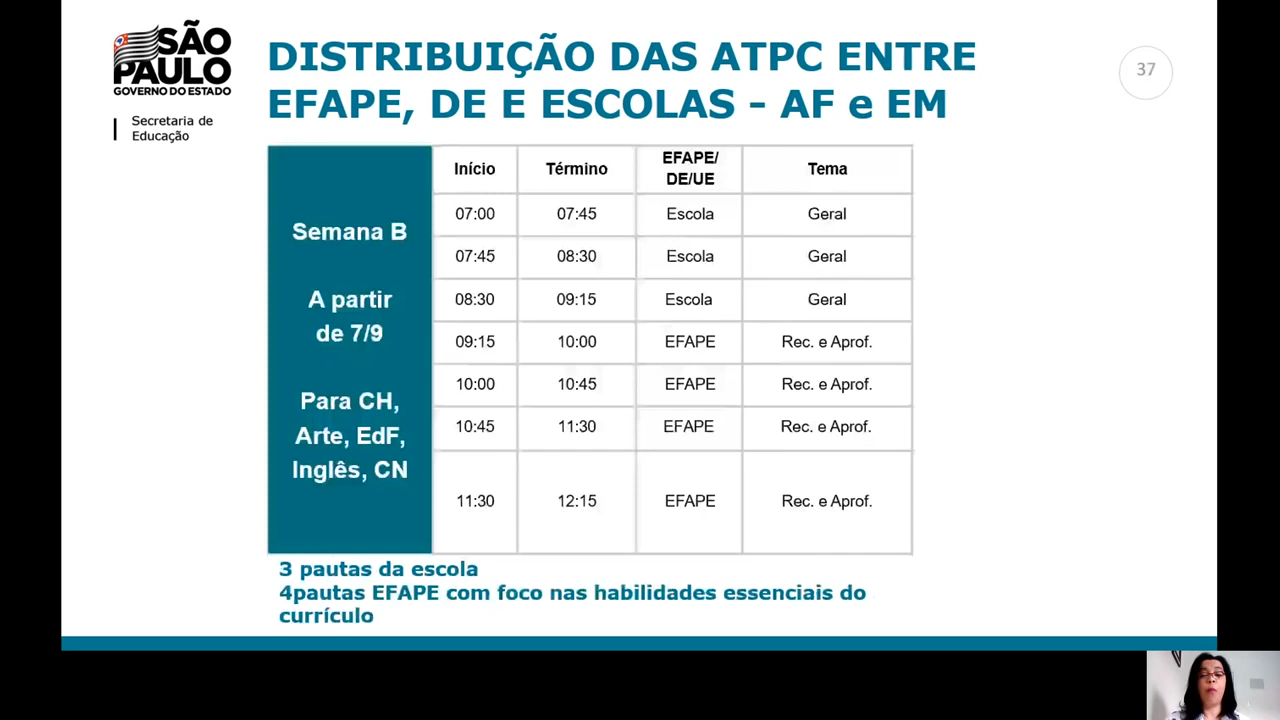 SÃO
PAULO
GOVERNO DO ESTADO
Secretaria de
Educação
DISTRIBUIÇÃO DAS ATPC ENTRE
EFAPE, DE E ESCOLAS - AF e EM
37
Semana B
A partir
de 7/9
Para CH,
Arte, EdF,
Inglês, CN
Início Término EFAPE/ DE/UE Tema
07:00 07:45 Escola Geral
07:45 08:30 Escola Geral
08:30 09:15 Escola Geral
09:15 10:00 EFAPE Rec. e Aprof.
10:00 10:45 EFAPE Rec. e Aprof.
10:45 11:30 EFAPE Rec. e Aprof.
11:30 12:15 EFAPE Rec. e Aprof.
3 pautas da escola
4pautas EFAPE com foco nas habilidades essenciais do
currículo